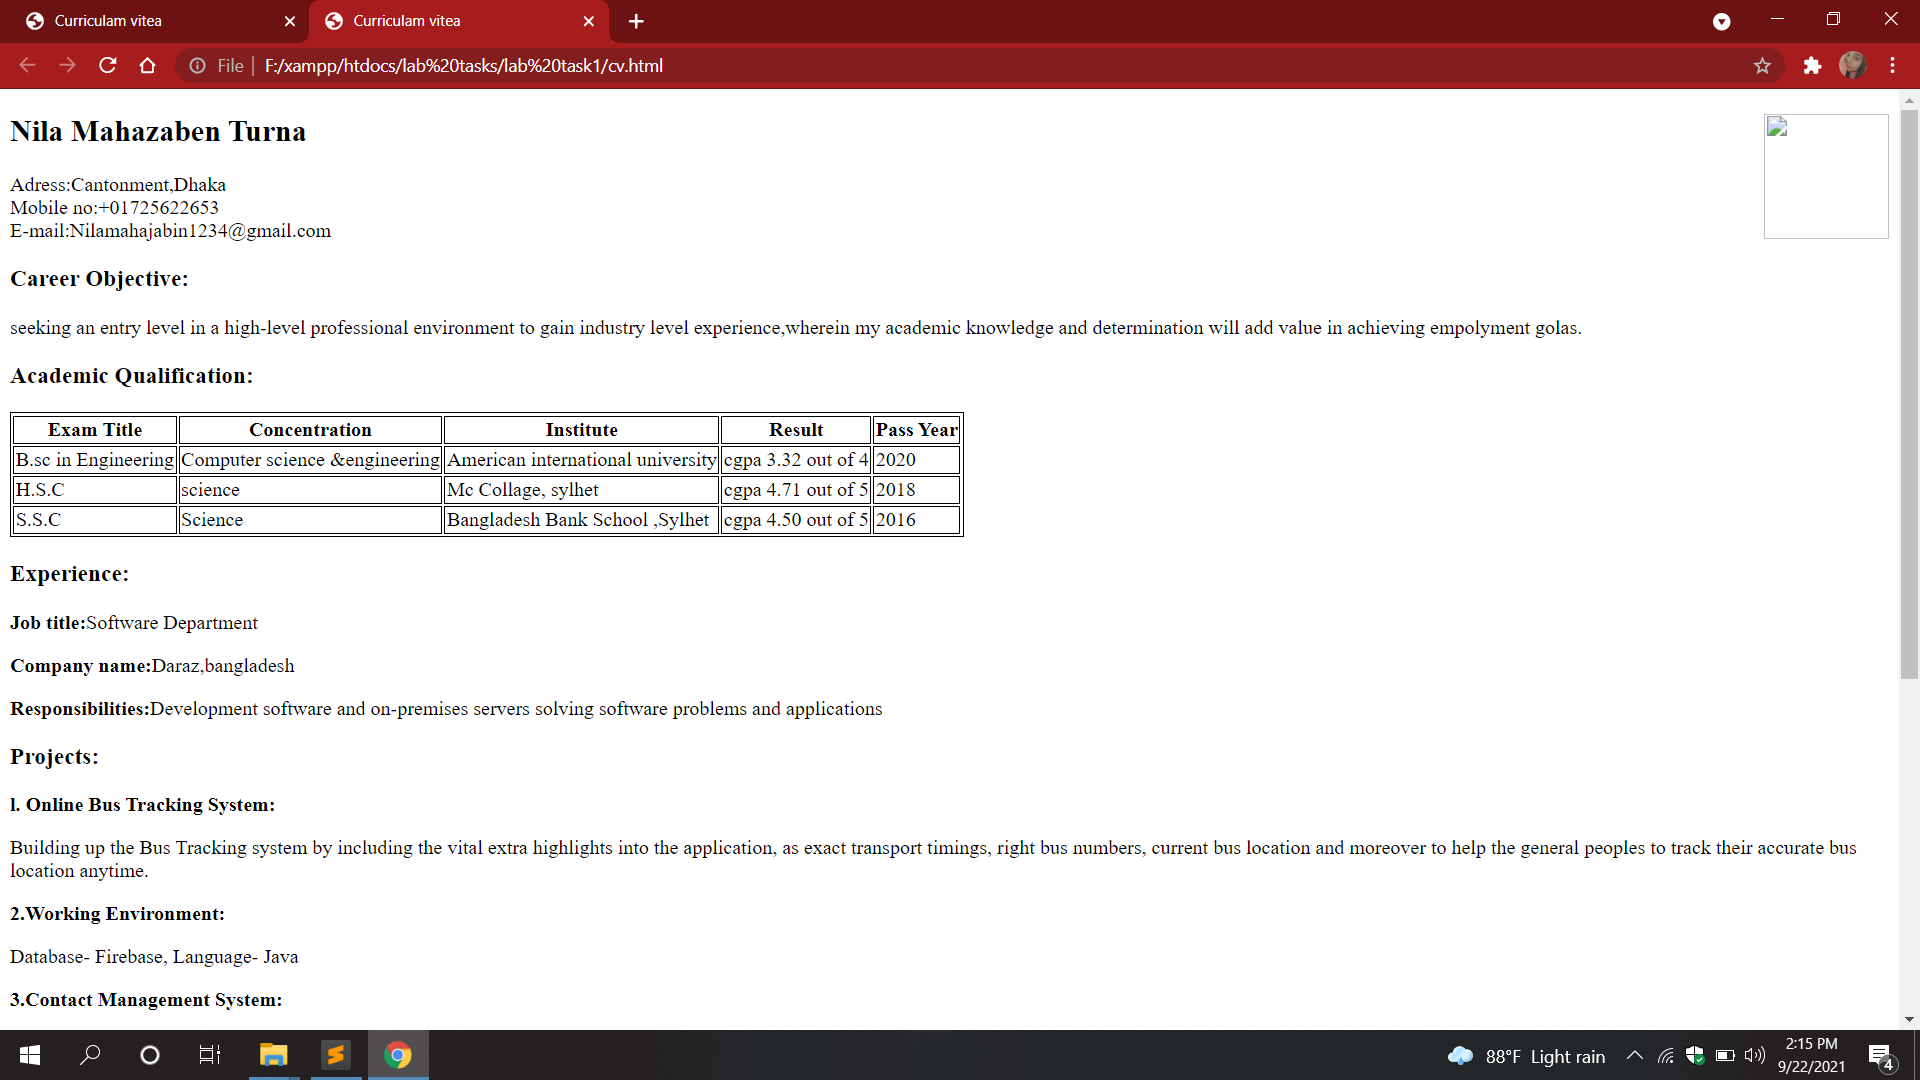 Curriculam vitea
Curriculam vitea
File | F:/xampp/htdocs/lab%20tasks/lab%20task1/cv.html
Nila Mahazaben Turna
Adress:Cantonment,Dhaka
Mobile no:+01725622653
E-mail:Nilamahajabin1234@gmail.com
Career Objective:
seeking an entry level in a high-level professional environment to gain industry level experience,wherein my academic knowledge and determination will add value in achieving empolyment golas.
Academic Qualification:
Exam Title Concentration Institute Result Pass Year
B.sc in Engineering Computer science &engineering American international university cgpa 3.32 out of 4 2020
H.S.C science Mc Collage, sylhet cgpa 4.71 out of 5 2018
S.S.C Science Bangladesh Bank School ,Sylhet cgpa 4.50 out of 5 2016
Experience:
Job title:Software Department
Company name:Daraz,bangladesh
Responsibilities:Development software and on-premises servers solving software problems and applications
Projects:
l. Online Bus Tracking System:
Building up the Bus Tracking system by including the vital extra highlights into the application, as exact transport timings, right bus numbers, current bus location and moreover to help the general peoples to track their accurate bus
location anytime.
2.Working Environment:
Database- Firebase, Language- Java
3.Contact Management System:
88°F Light rain
2:15 PM
9/22/2021
4